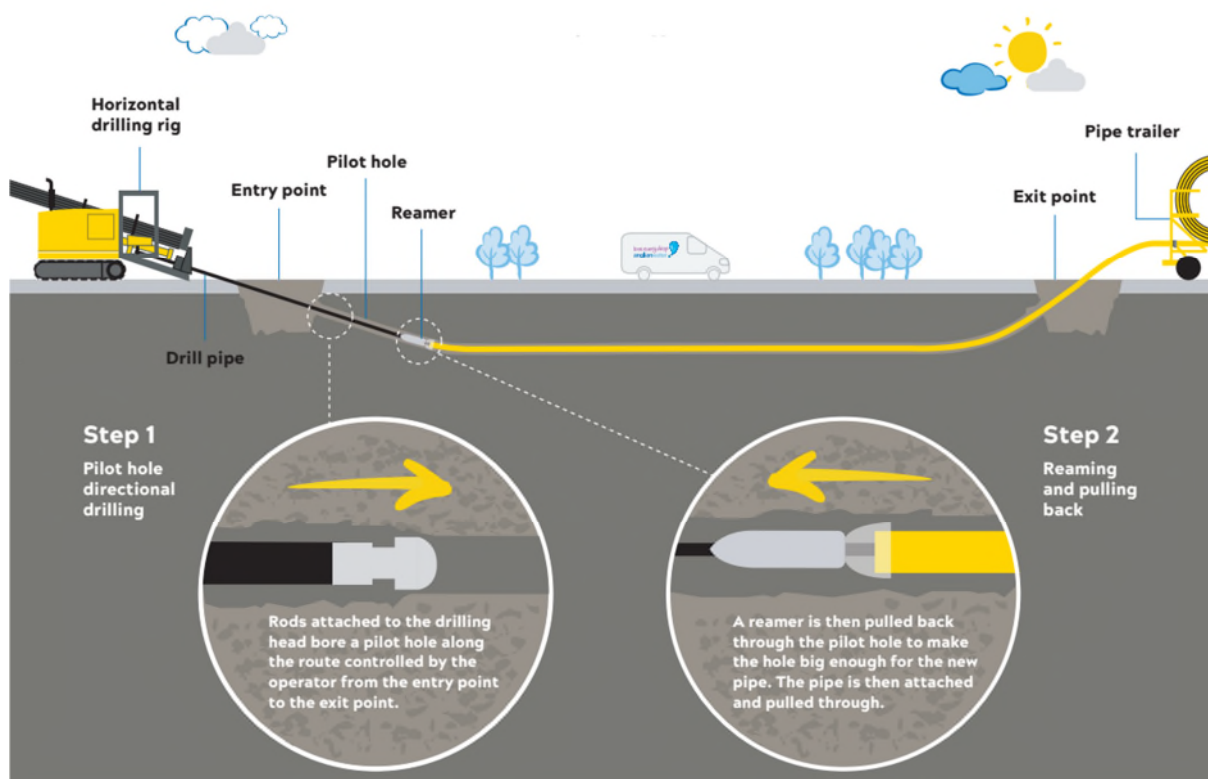 Horizontal
drilling rig
Pilot hole
Entry point
Reamer
Pipe trailer
Exit point
Drill pipe
Step 1
Pilot hole
directional
drilling
Rods attached to the drilling
head bore a pilot hole along
the route controlled by the
operator from the entry point
to the exit point.
Step 2
Reaming
and pulling
back
A reamer is then pulled back
through the pilot hole to make
the hole big enough for the new
pipe. The pipe is then attached
and pulled through.